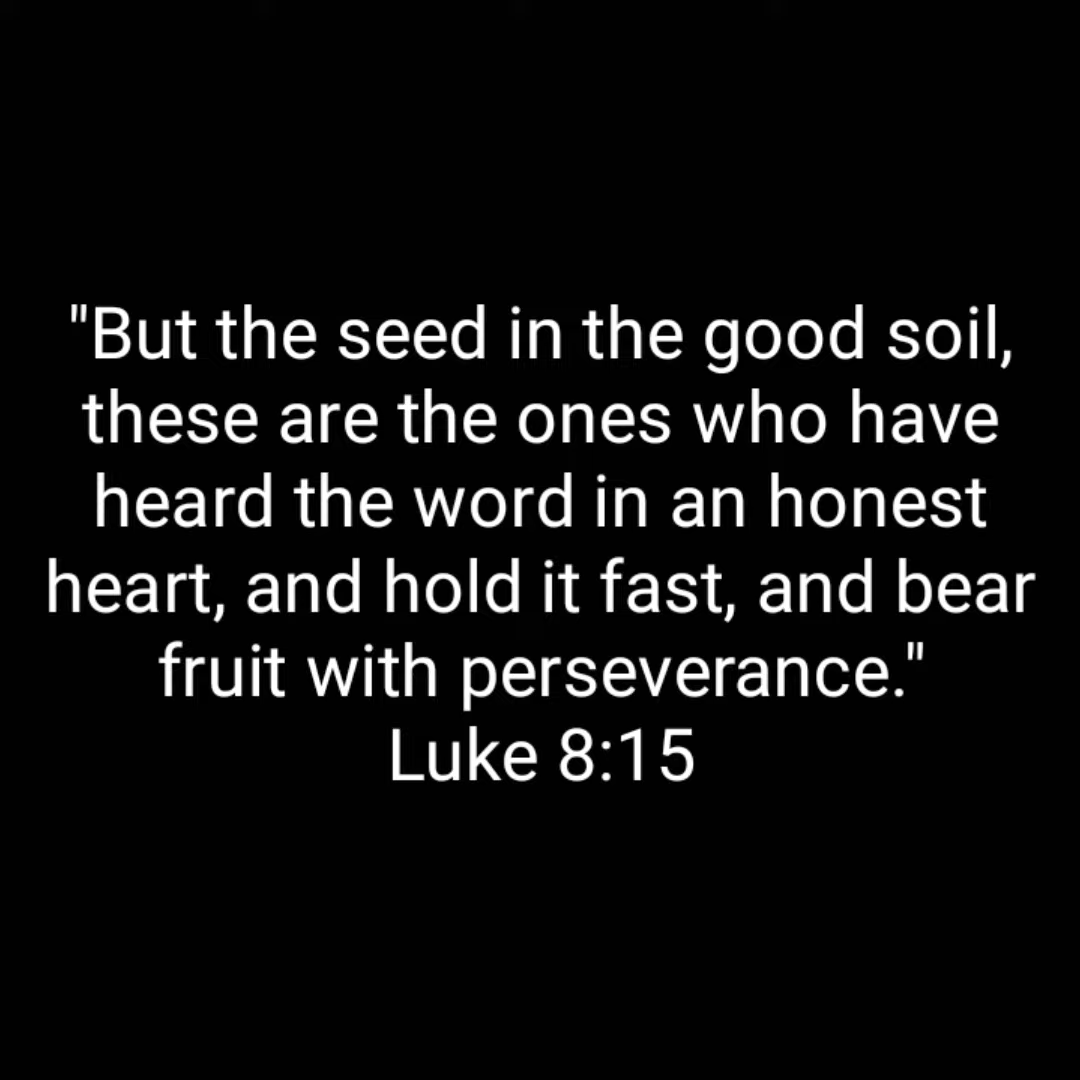 "But the seed in the good soil,
these are the ones who have
heard the word in an honest
heart, and hold it fast, and bear
fruit with perseverance."
Luke 8:15